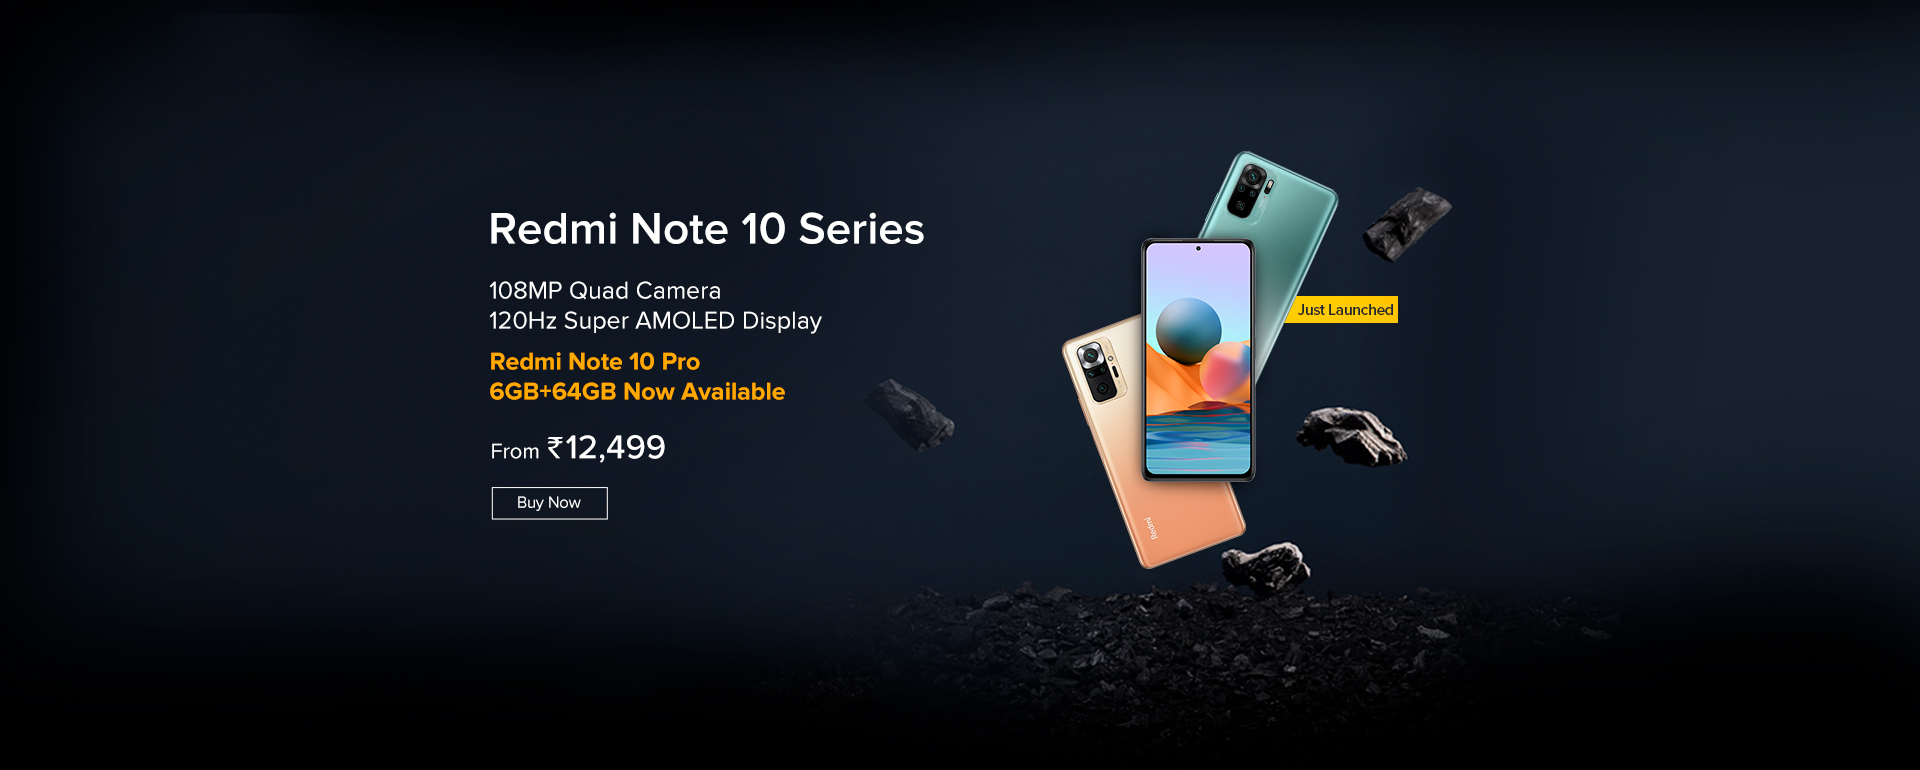 Redmi Note 10 Series
108MP Quad Camera
120Hz Super AMOLED Display
Redmi Note 10 Pro
6GB+64GB Now Available
From ₹12,499
Buy Now
Just Launched
Redmi